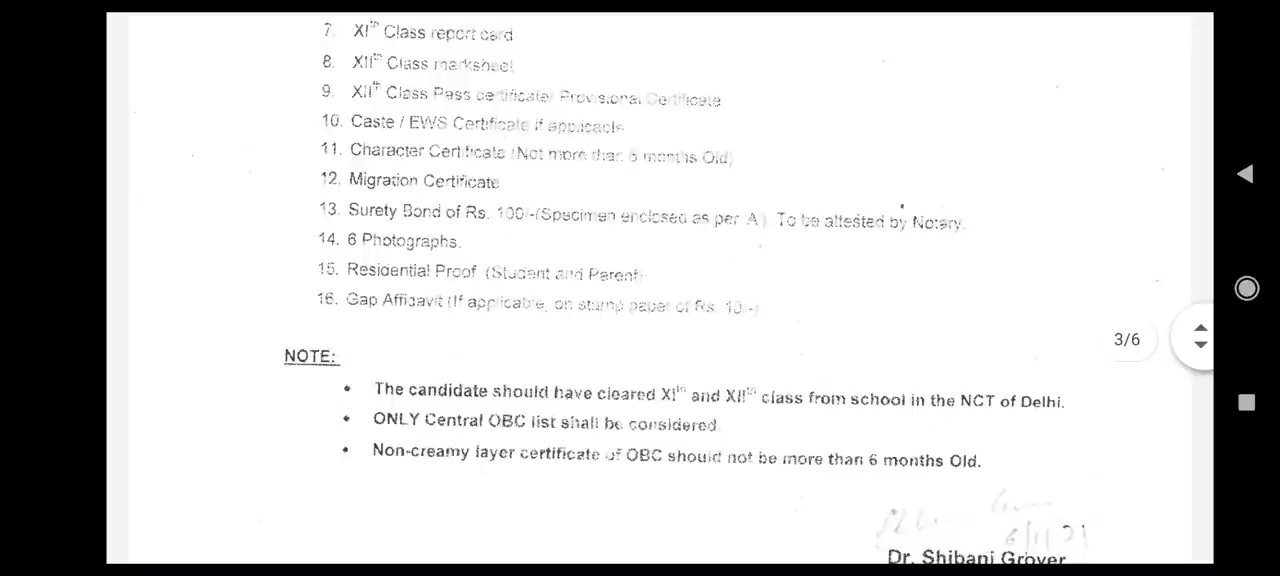 7. XIth Class report card
8. XIIth Class marksheet
9. XIIth Class Pass certificate/ Provisional Certificate
10. Caste / EWS Certificate if applicable
11. Character Certificate (Not more than 6 months Old)
12. Migration Certificate
13. Surety Bond of Rs. 100/-(Specimen enclosed as per A) To be attested by Notary.
14. 6 Photographs.
15. Residential Proof (Student and Parent)
16. Gap Affidavit (If applicable, on stamp paper of Rs. 10/-)
3/6
NOTE:
• The candidate should have cleared XIth and XIIth class from school in the NCT of Delhi.
• ONLY Central OBC list shall be considered
• Non-creamy layer certificate of OBC should not be more than 6 months Old.
6/1/21
Dr. Shibani Grover